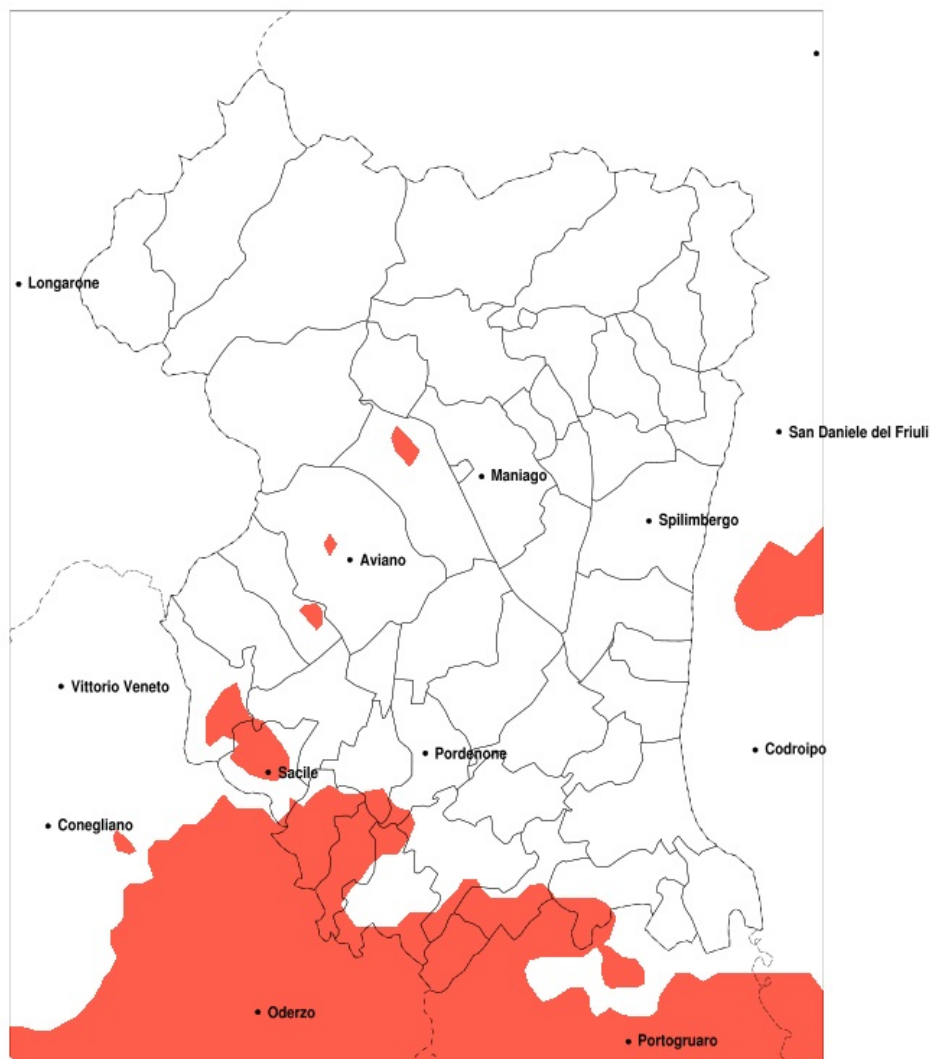 Longarone
San Daniele del Friuli
Maniago
Spilimbergo
Aviano
Vittorio Veneto
Codroipo
Pordenone
Sacile
Conegliano
Oderzo
Portogruaro